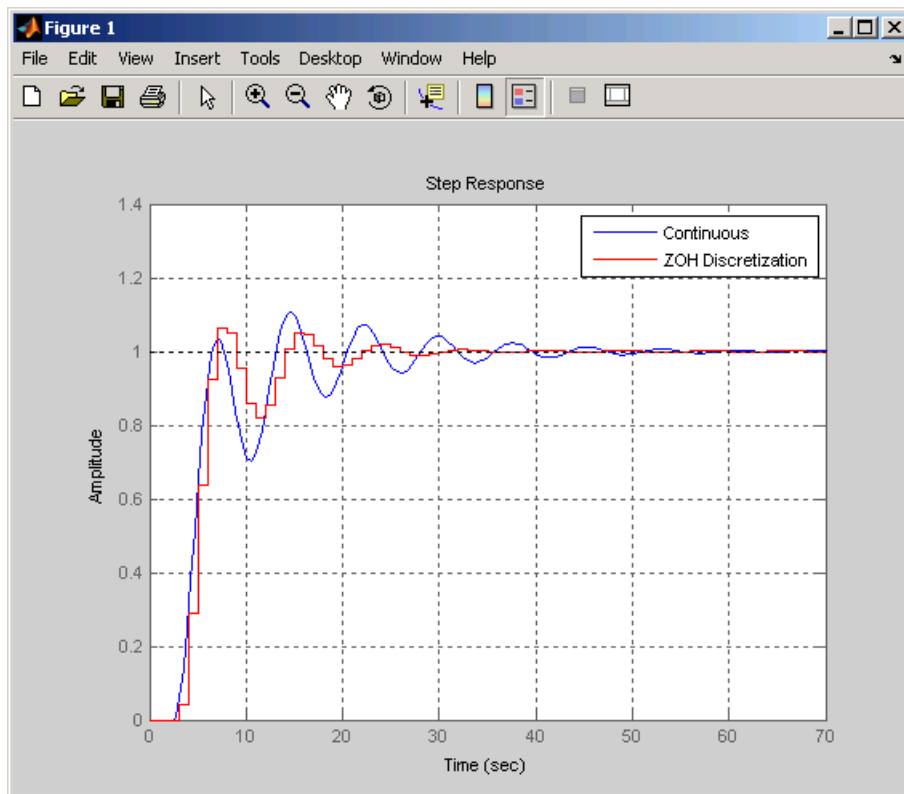 Figure 1
File Edit View Insert Tools Desktop Window Help
Step Response
Continuous
ZOH Discretization
1.4
1.2
1
0.8
0.6
0.4
0.2
0
Amplitude
0 10 20 30 40 50 60 70
Time (sec)